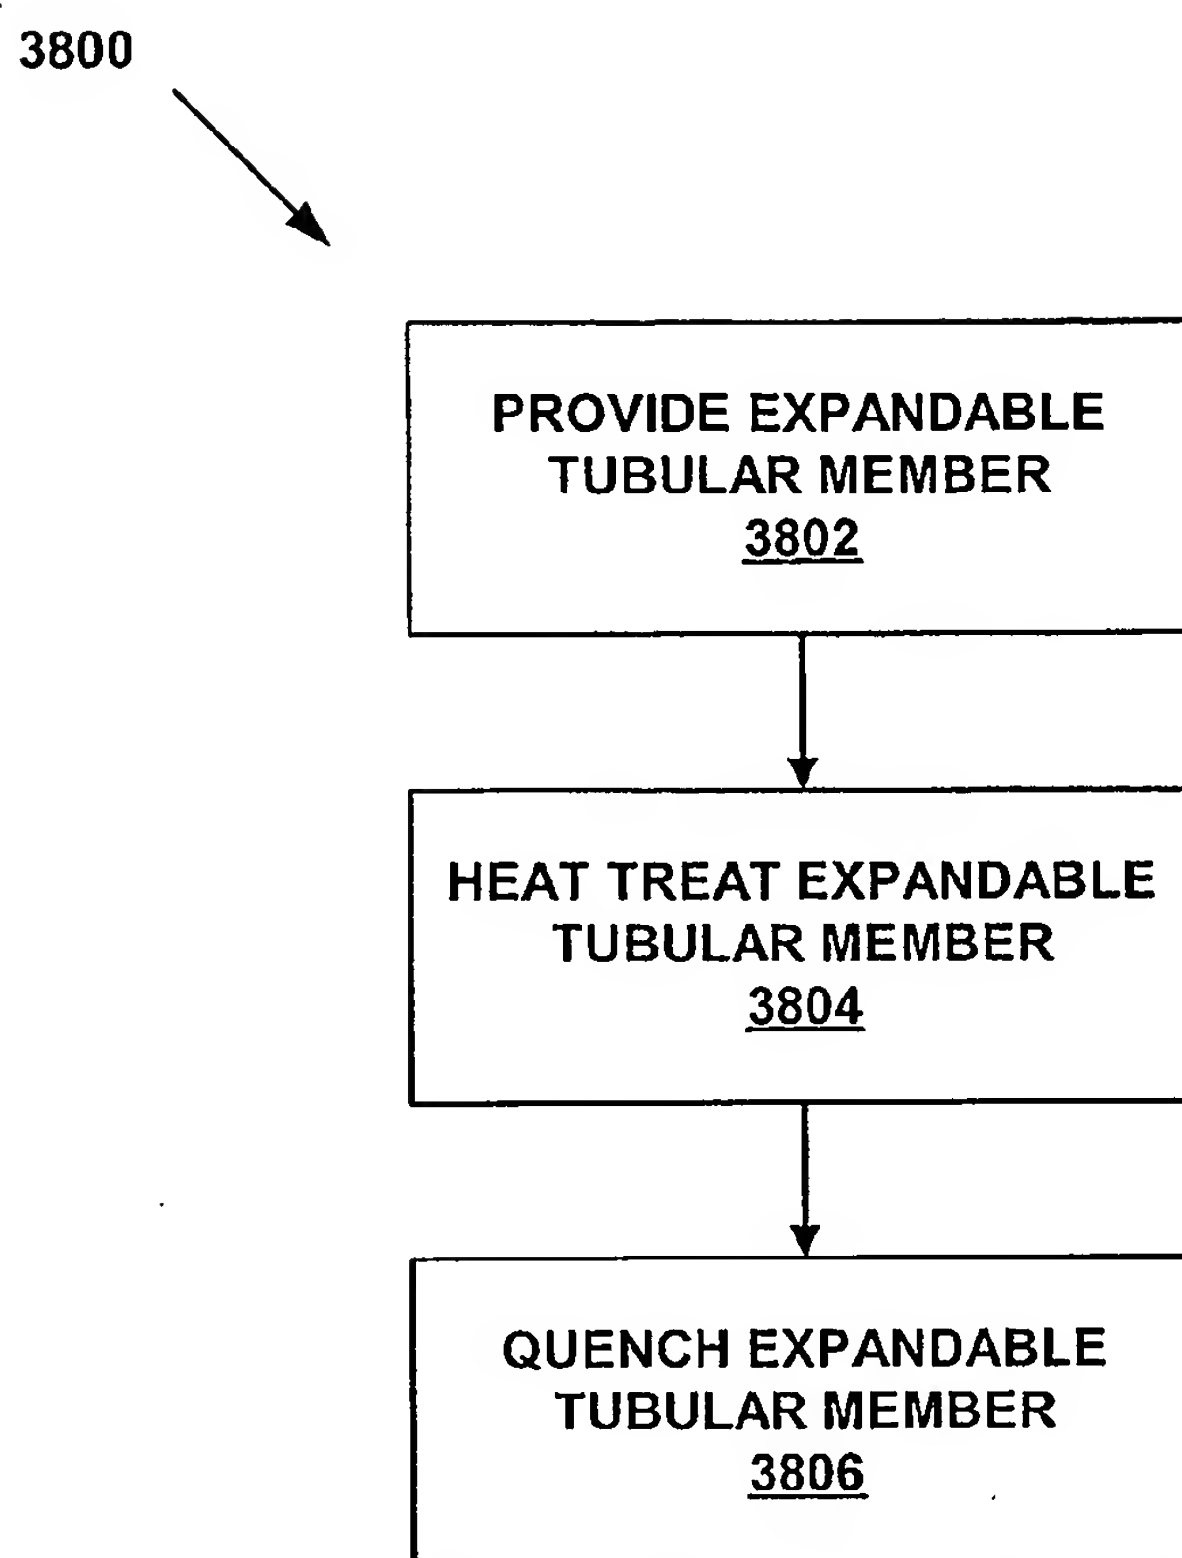 3800
PROVIDE EXPANDABLE
TUBULAR MEMBER
3802
HEAT TREAT EXPANDABLE
TUBULAR MEMBER
3804
QUENCH EXPANDABLE
TUBULAR MEMBER
3806